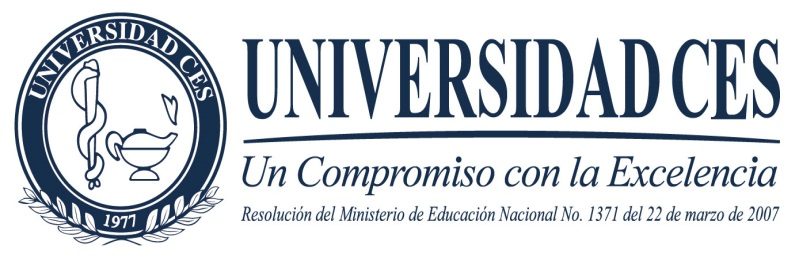 UNIVERSIDAD CES
1977
UNIVERSIDAD CES
Un Compromiso con la Excelencia
Resolución del Ministerio de Educación Nacional No. 1371 del 22 de marzo de 2007